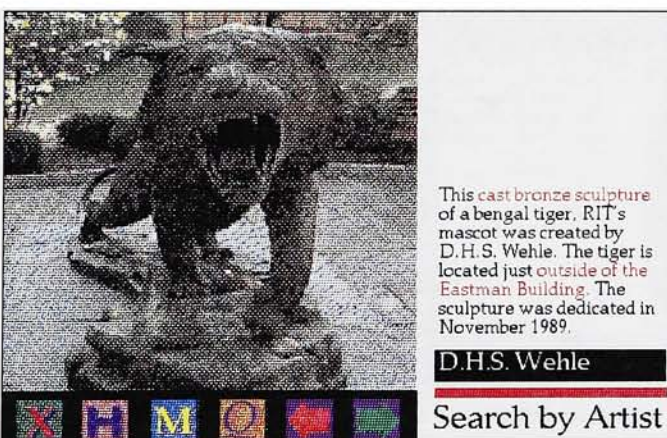 This cast bronze sculpture
of a bengal tiger, RIT's
mascot was created by
D.H.S. Wehle. The tiger is
located just outside of the
Eastman Building. The
sculpture was dedicated in
November 1989.
D.H.S. Wehle
X H M Q
Search by Artist